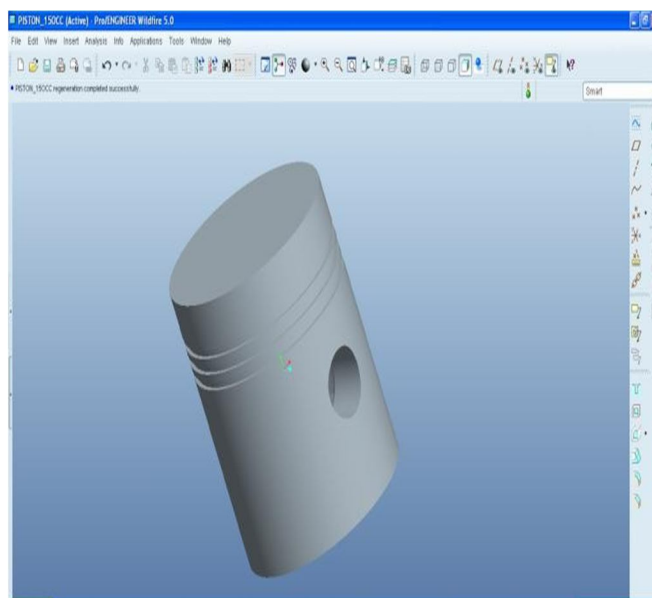 PISTON_150CC (Active) - Pro/ENGINEER Wildfire 5.0
File Edit View Insert Analysis Info Applications Tools Window Help
PISTON_150CC regeneration completed successfully.
Smart